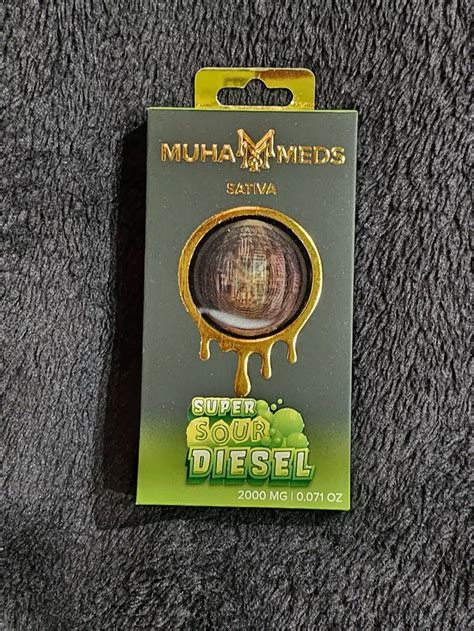 MUHA MEDS
SATIVA
SUPER
SOUR
DIESEL
2000 MG | 0.071 OZ